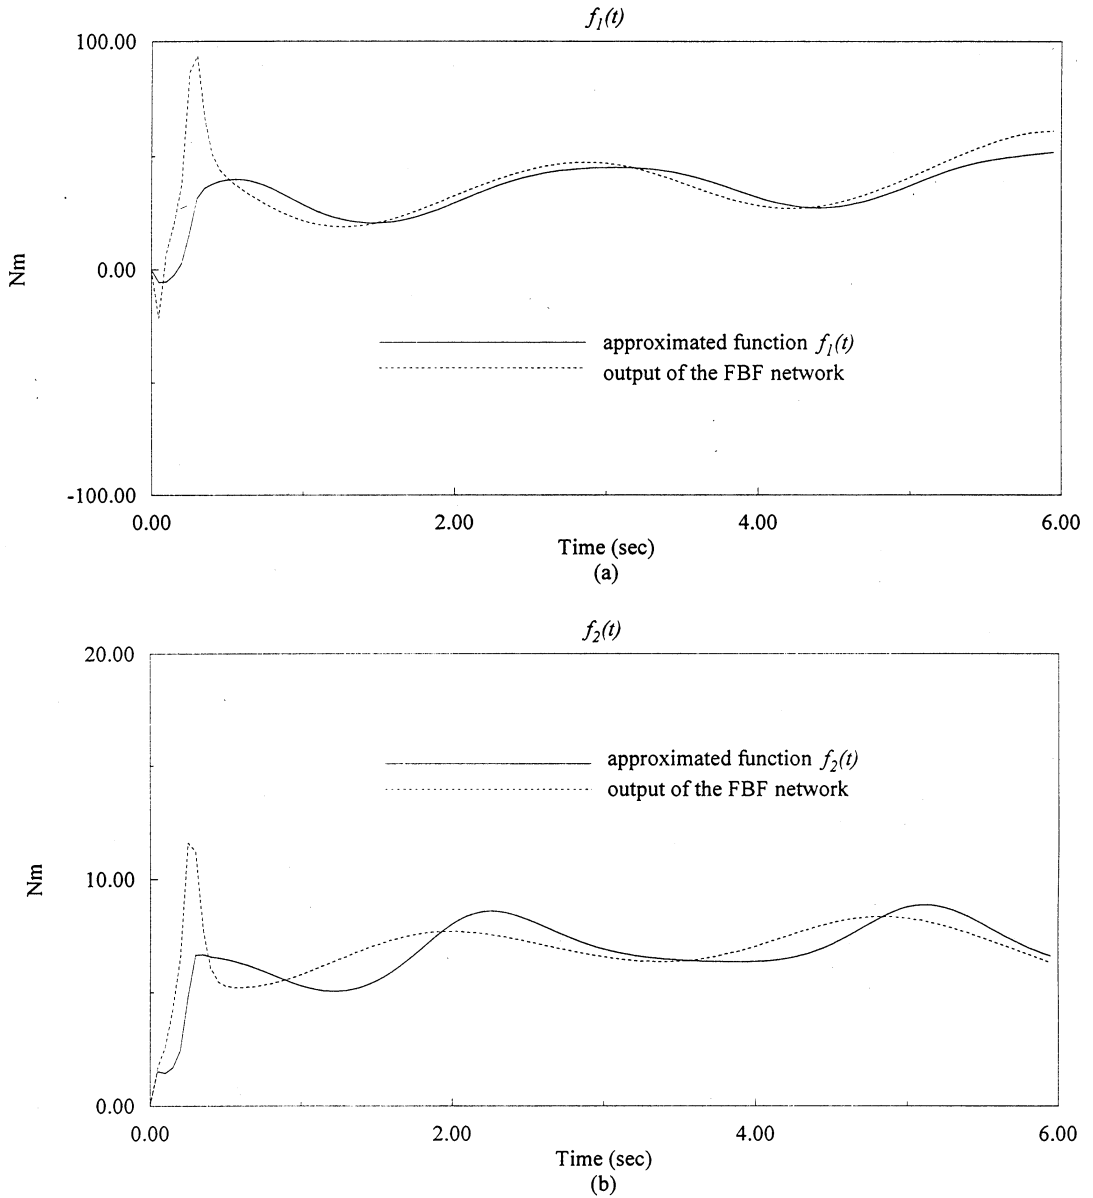 f1(t)
100.00
0.00
-100.00
Nm
approximated function f1(t)
output of the FBF network
0.00 2.00 4.00 6.00
Time (sec)
(a)
f2(t)
20.00
10.00
0.00
Nm
approximated function f2(t)
output of the FBF network
0.00 2.00 4.00 6.00
Time (sec)
(b)